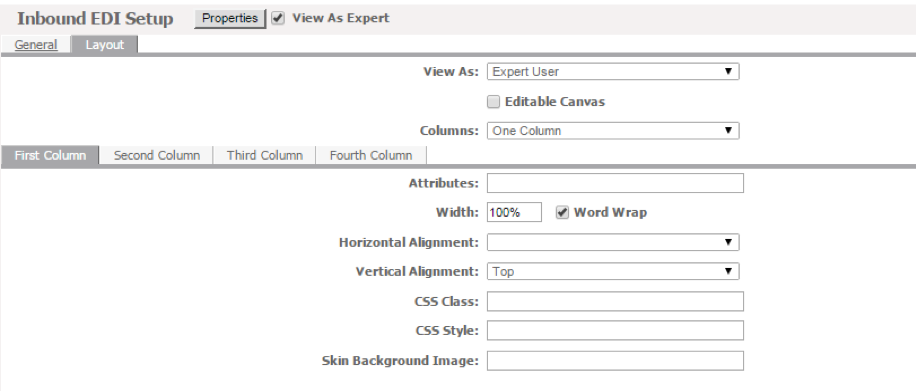 Inbound EDI Setup Properties View As Expert
General Layout
View As: Expert User
Editable Canvas
Columns: One Column
First Column Second Column Third Column Fourth Column
Attributes:
Width: 100% Word Wrap
Horizontal Alignment:
Vertical Alignment: Top
CSS Class:
CSS Style:
Skin Background Image: